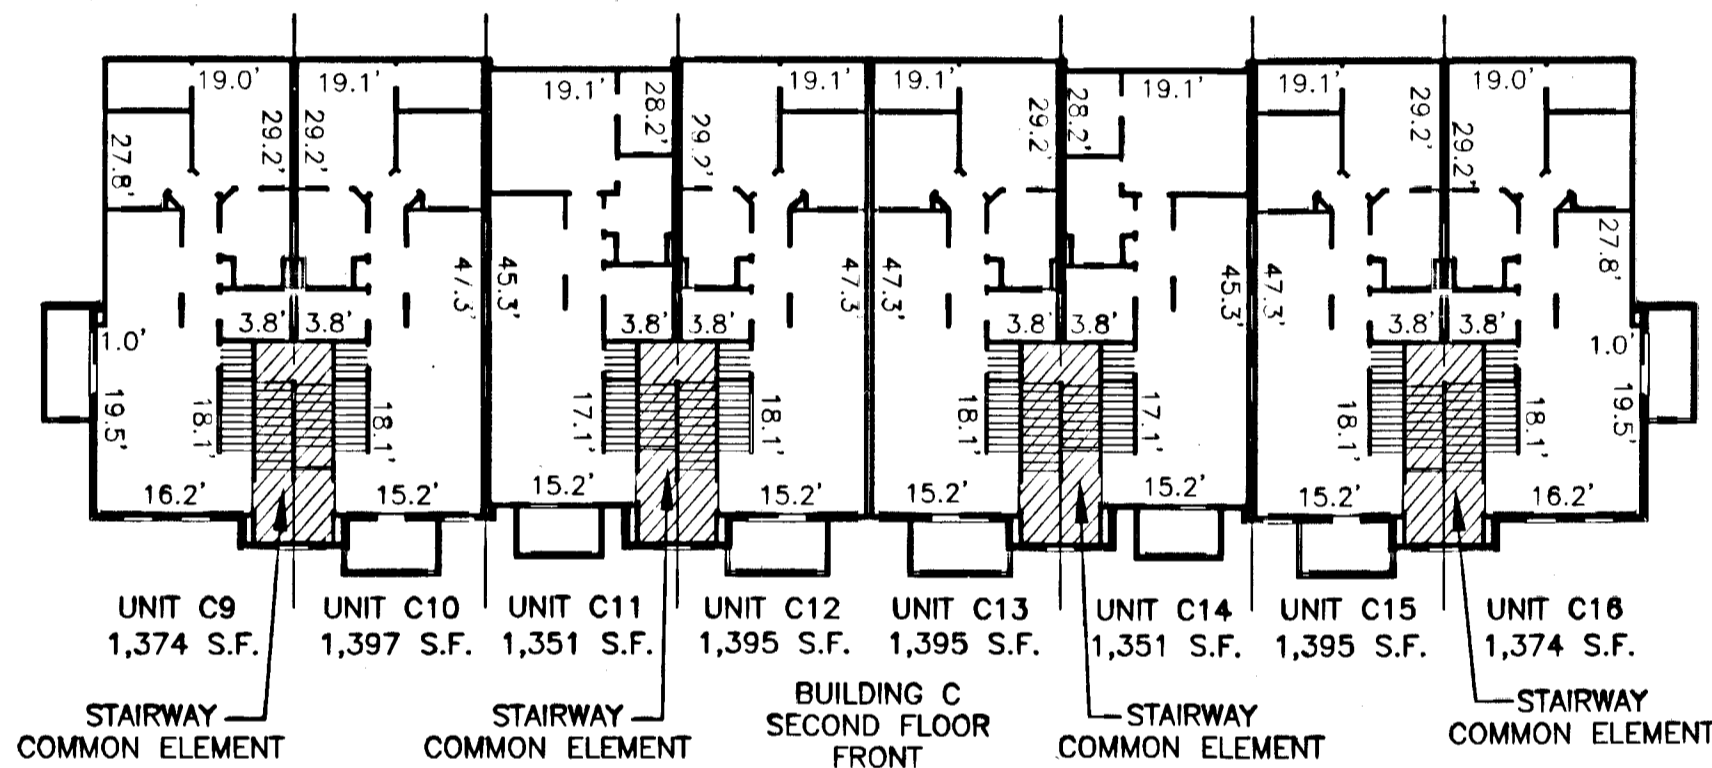 19.0' 19.1' 19.1' 19.1' 19.1' 19.1' 19.1' 19.0'
27.8' 29.2' 29.2' 28.2' 29.2' 29.2' 28.2' 29.2' 29.2' 27.8'
47.3' 45.3' 47.3' 47.3' 45.3' 47.3'
1.0' 3.8' 3.8' 3.8' 3.8' 3.8' 3.8' 3.8' 3.8' 1.0'
19.5' 18.1' 18.1' 17.1' 18.1' 18.1' 17.1' 18.1' 18.1' 19.5'
16.2' 15.2' 15.2' 15.2' 15.2' 15.2' 15.2' 16.2'
UNIT C9 UNIT C10 UNIT C11 UNIT C12 UNIT C13 UNIT C14 UNIT C15 UNIT C16
1,374 S.F. 1,397 S.F. 1,351 S.F. 1,395 S.F. 1,395 S.F. 1,351 S.F. 1,395 S.F. 1,374 S.F.
STAIRWAY
COMMON ELEMENT
STAIRWAY
COMMON ELEMENT
BUILDING C
SECOND FLOOR
FRONT
STAIRWAY
COMMON ELEMENT
STAIRWAY
COMMON ELEMENT